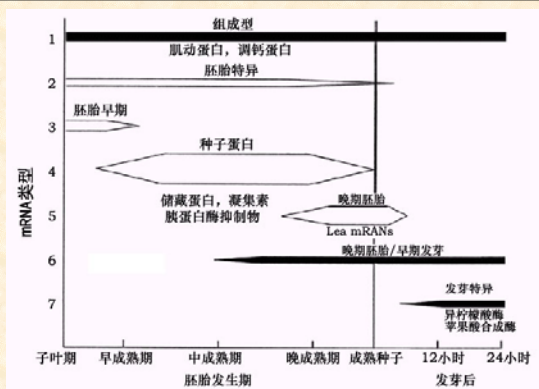 组成型
1
肌动蛋白，调钙蛋白
胚胎特异
2
胚胎早期
3
种子蛋白
4
储藏蛋白，凝集素
胰蛋白酶抑制物
晚期胚胎
5
Lea mRANs
晚期胚胎/早期发芽
6
发芽特异
7
异柠檬酸酶
苹果酸合成酶
mRNA类型
子叶期 早成熟期 中成熟期 晚成熟期 成熟种子 12小时 24小时
胚胎发生期 发芽后